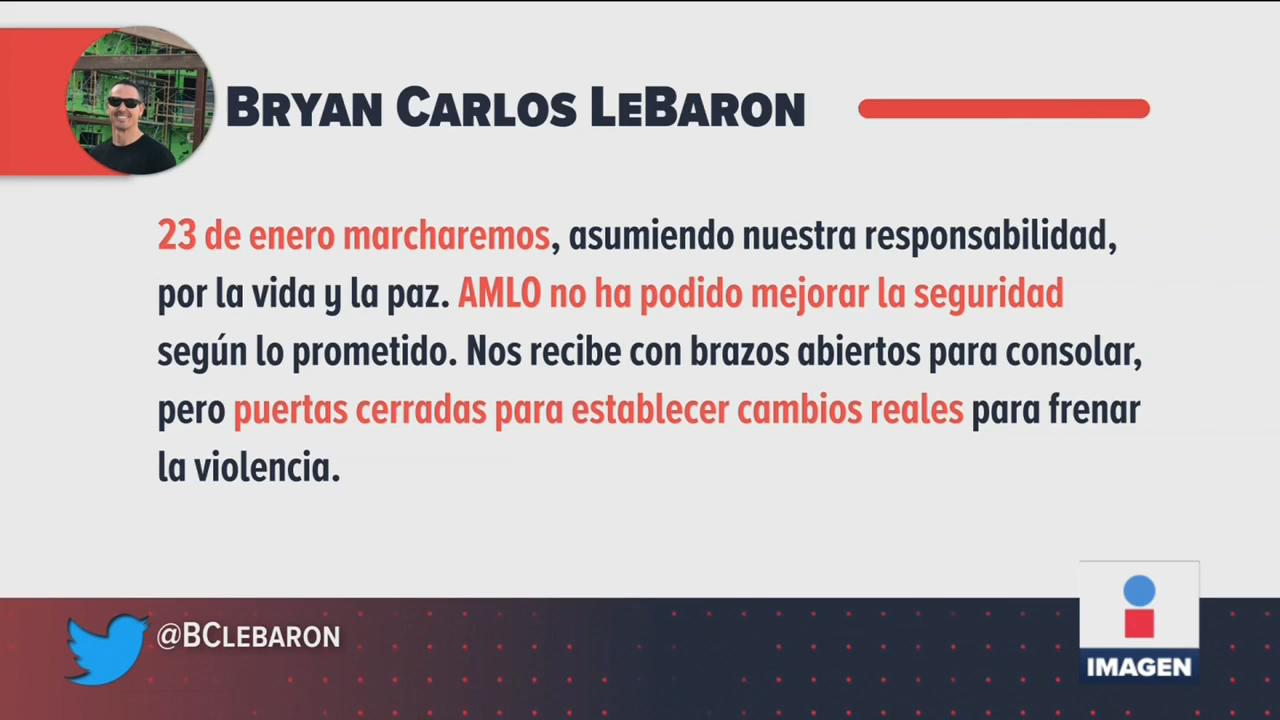 BRYAN CARLOS LEBARON
23 de enero marcharemos, asumiendo nuestra responsabilidad,
por la vida y la paz. AMLO no ha podido mejorar la seguridad
según lo prometido. Nos recibe con brazos abiertos para consolar,
pero puertas cerradas para establecer cambios reales para frenar
la violencia.
@BCLEBARON
IMAGEN